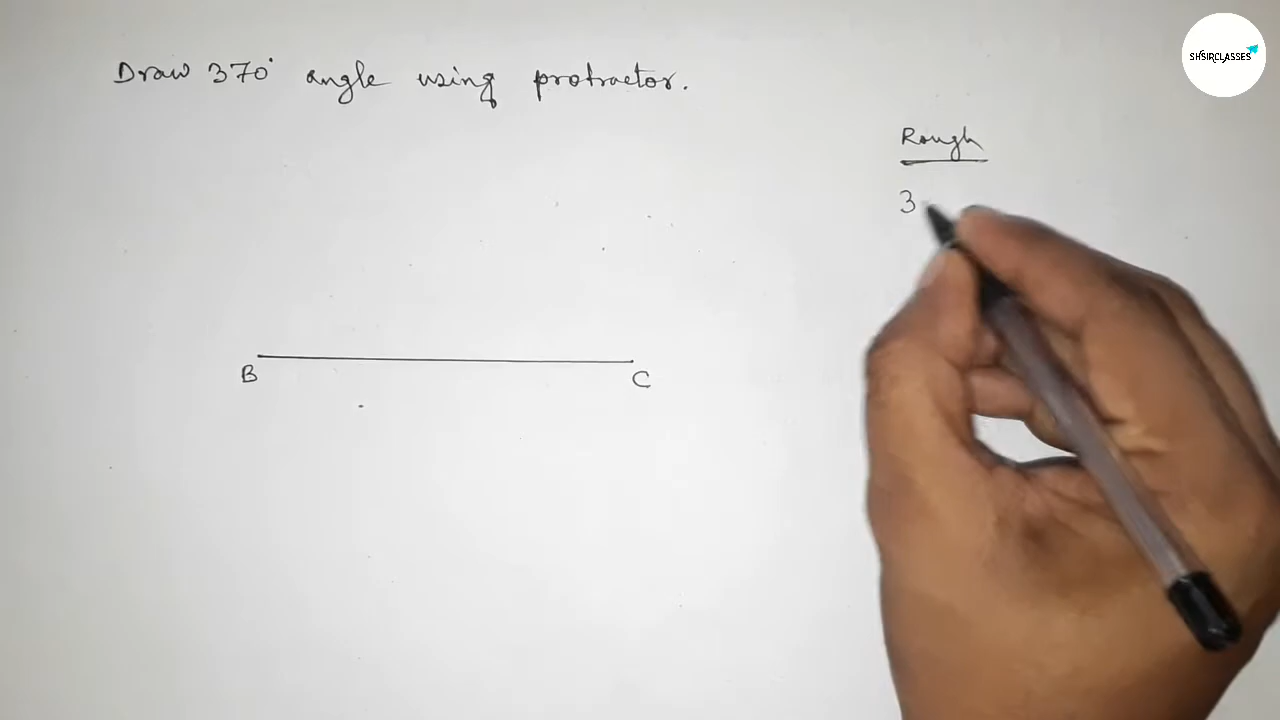 Draw 370° angle using protractor.
SHSIRCLASSES
Rough
3
B
C